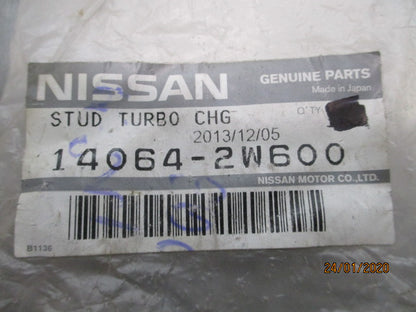 NISSAN
GENUINE PARTS
Made in Japan
STUD TURBO CHG
Q'TY
2013/12/05
14064-2W600
NISSAN MOTOR CO.,LTD.
B1136
24/01/2020